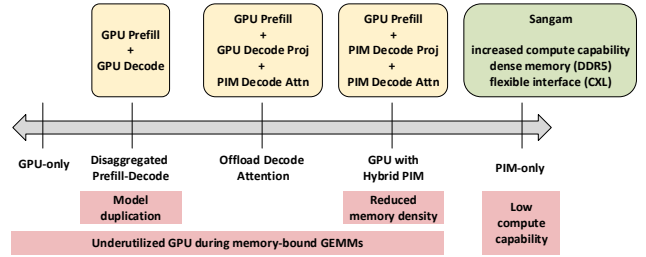 GPU Prefill
+
GPU Decode
GPU Prefill
+
GPU Decode Proj
+
PIM Decode Attn
GPU Prefill
+
PIM Decode Proj
+
PIM Decode Attn
Sangam
increased compute capability
dense memory (DDR5)
flexible interface (CXL)
GPU-only
Disaggregated
Prefill-Decode
Offload Decode
Attention
GPU with
Hybrid PIM
PIM-only
Model
duplication
Reduced
memory density
Low
compute
capability
Underutilized GPU during memory-bound GEMMs